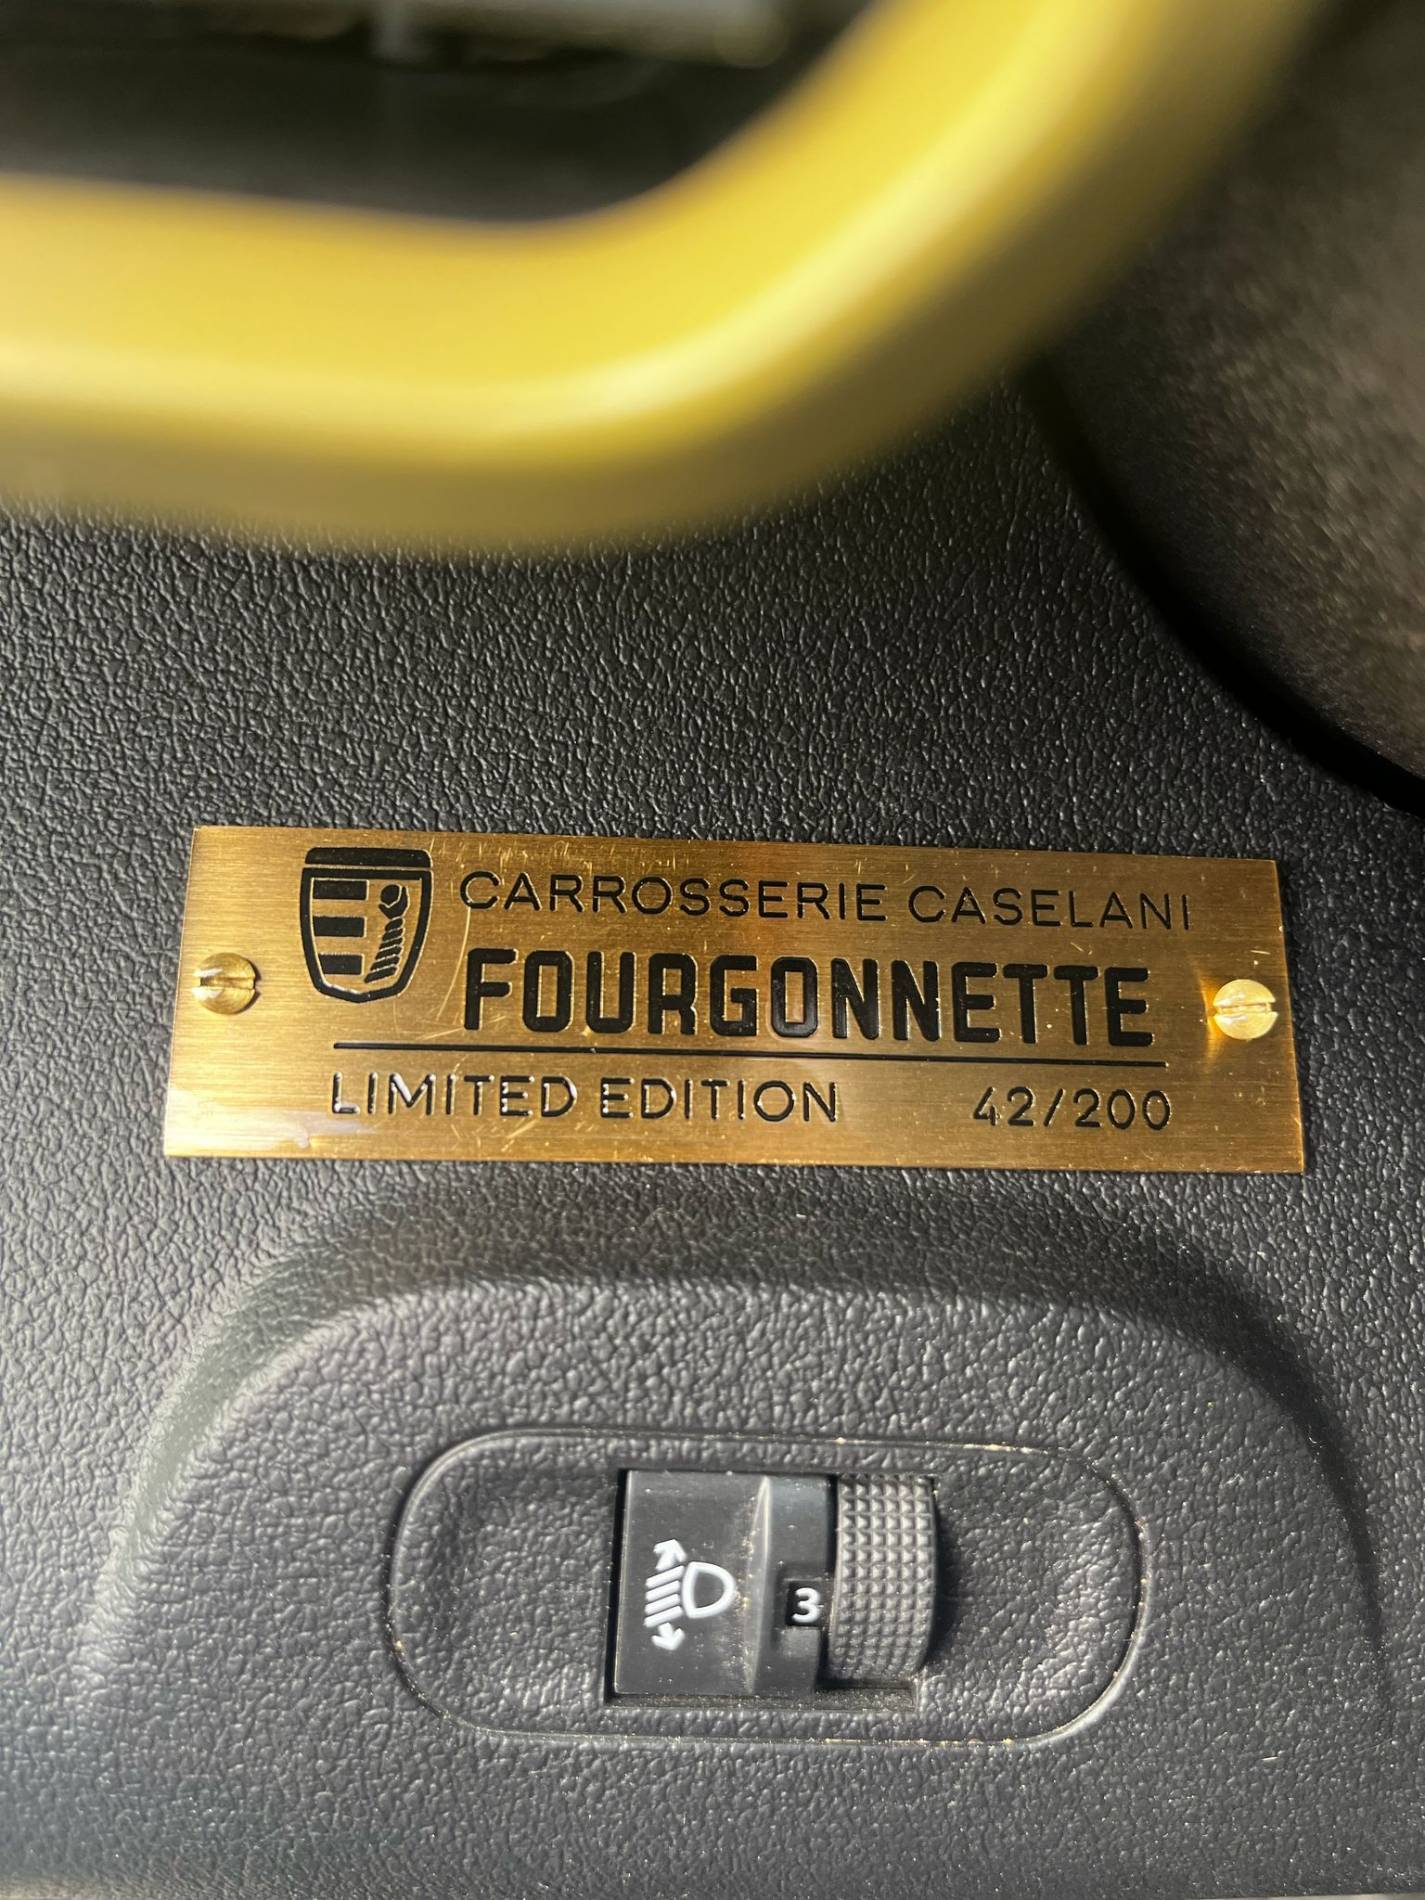 CARROSSERIE CASELANI
FOURGONNETTE
LIMITED EDITION 42/200
3